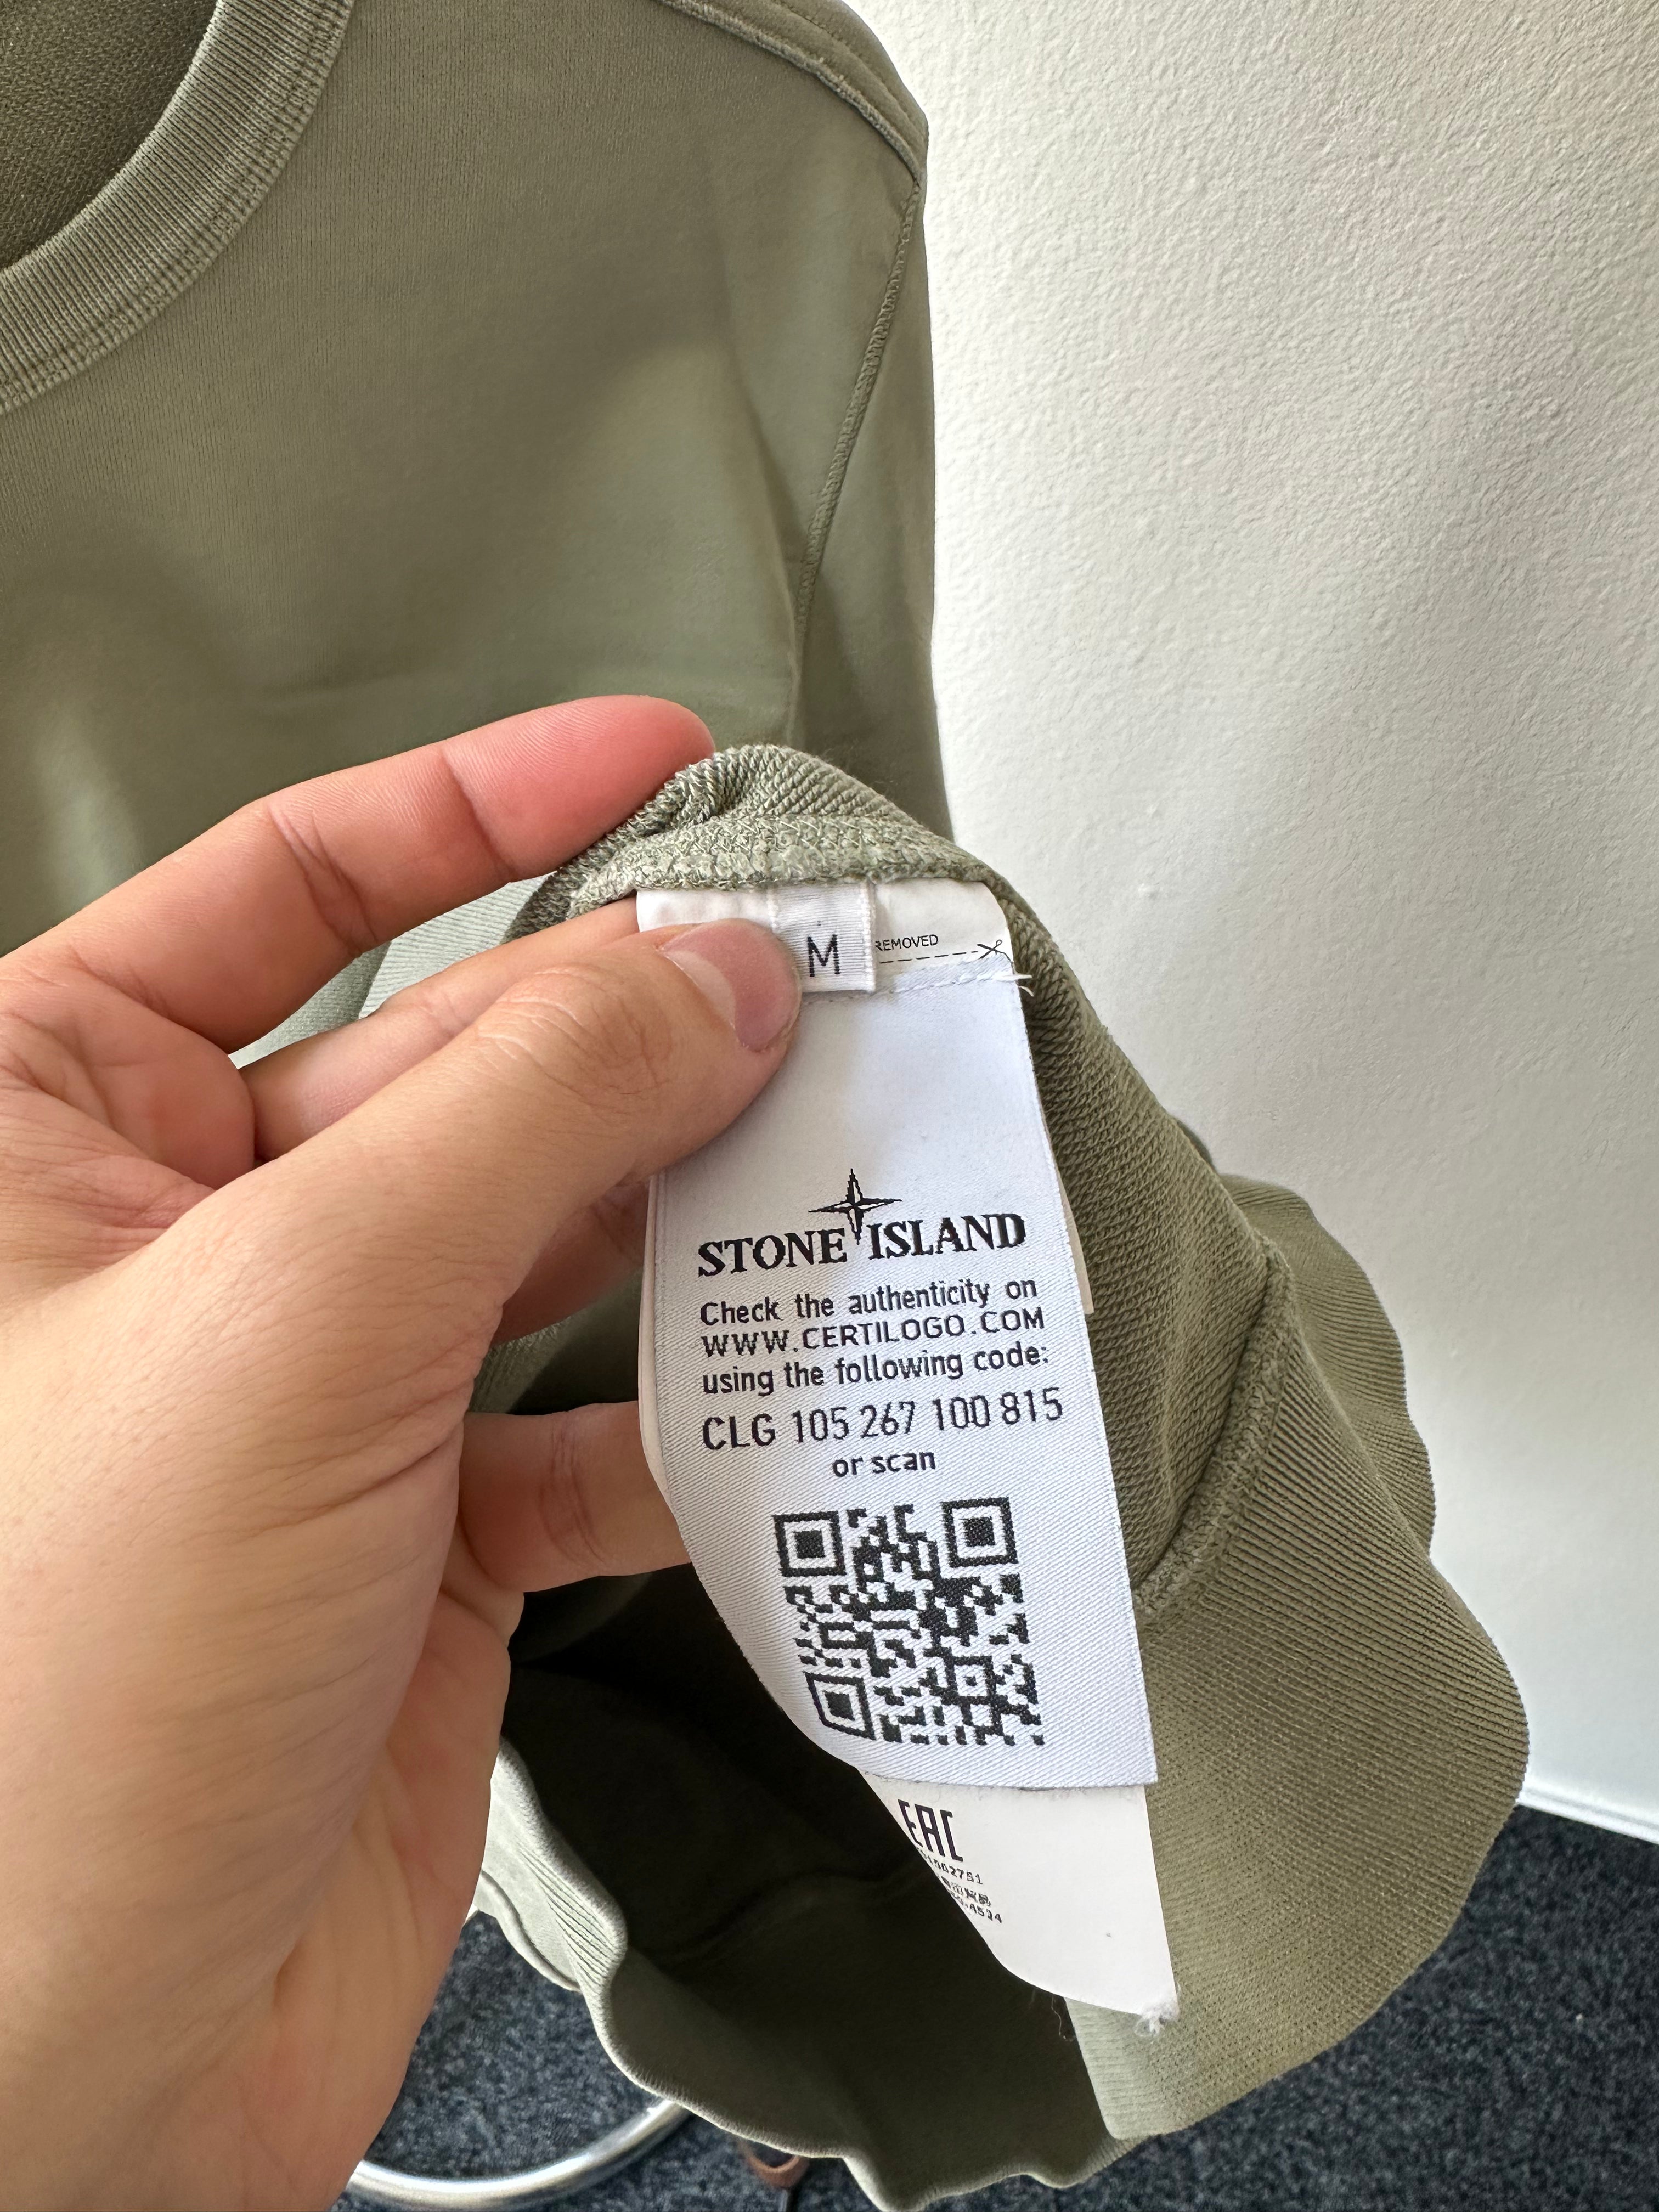 M
REMOVED
STONE ISLAND
Check the authenticity on
WWW.CERTILOGO.COM
using the following code:
CLG 105 267 100 815
or scan
EAC